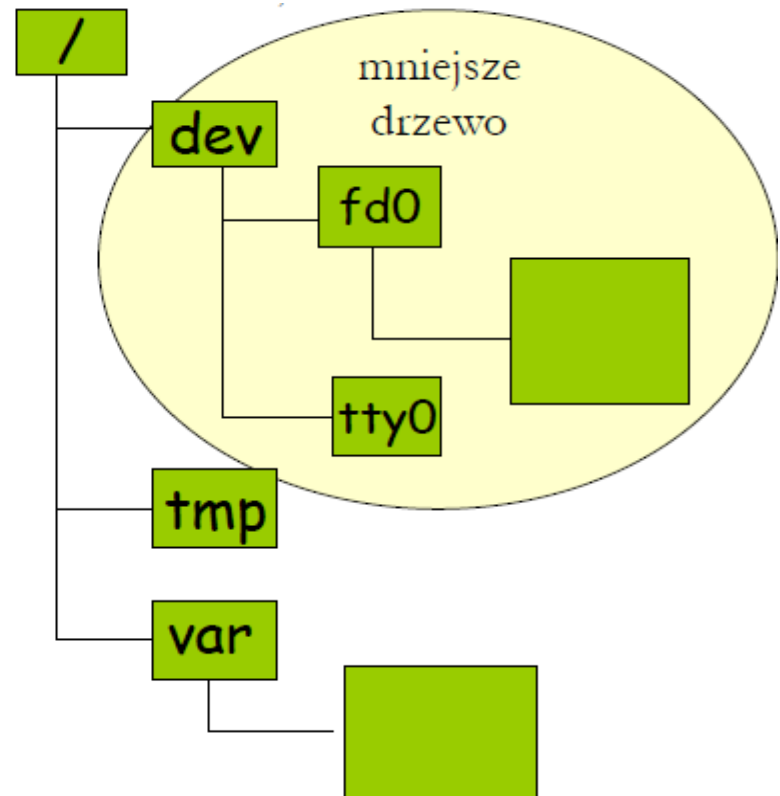 /
mniejsze
drzewo
dev
fd0
tty0
tmp
var